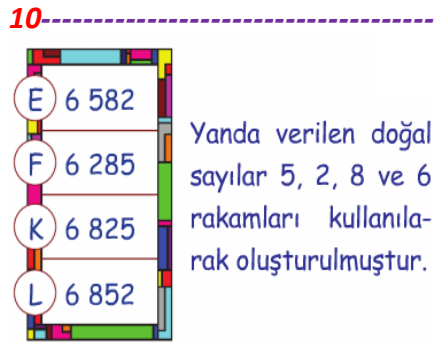 10
E 6 582
F 6 285
K 6 825
L 6 852
Yanda verilen doğal
sayılar 5, 2, 8 ve 6
rakamları kullanıla-
rak oluşturulmuştur.